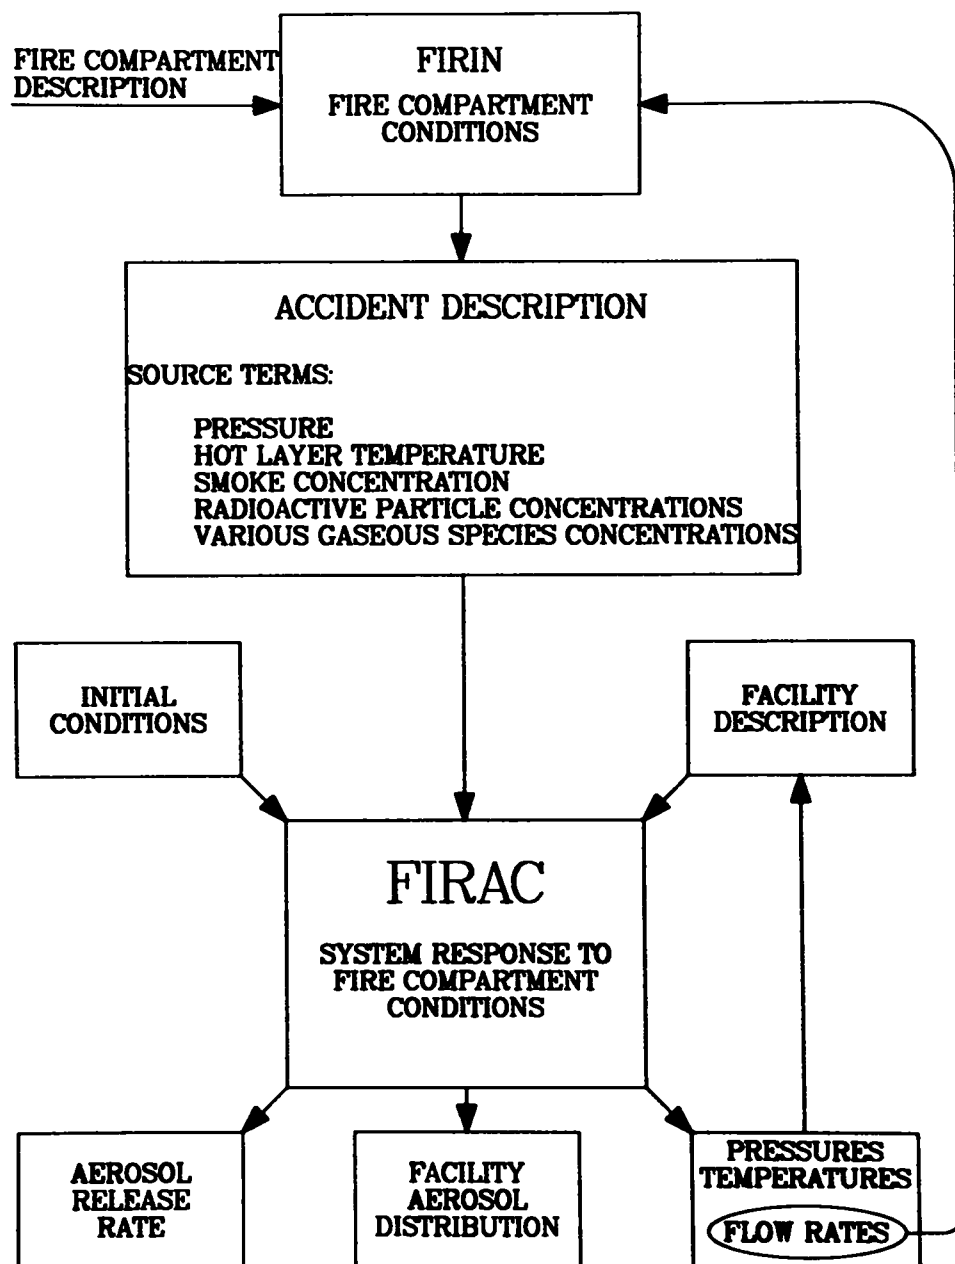 FIRE COMPARTMENT
DESCRIPTION
FIRIN
FIRE COMPARTMENT
CONDITIONS
ACCIDENT DESCRIPTION
SOURCE TERMS:
PRESSURE
HOT LAYER TEMPERATURE
SMOKE CONCENTRATION
RADIOACTIVE PARTICLE CONCENTRATIONS
VARIOUS GASEOUS SPECIES CONCENTRATIONS
INITIAL
CONDITIONS
FACILITY
DESCRIPTION
FIRAC
SYSTEM RESPONSE TO
FIRE COMPARTMENT
CONDITIONS
AEROSOL
RELEASE
RATE
FACILITY
AEROSOL
DISTRIBUTION
PRESSURES
TEMPERATURES
FLOW RATES